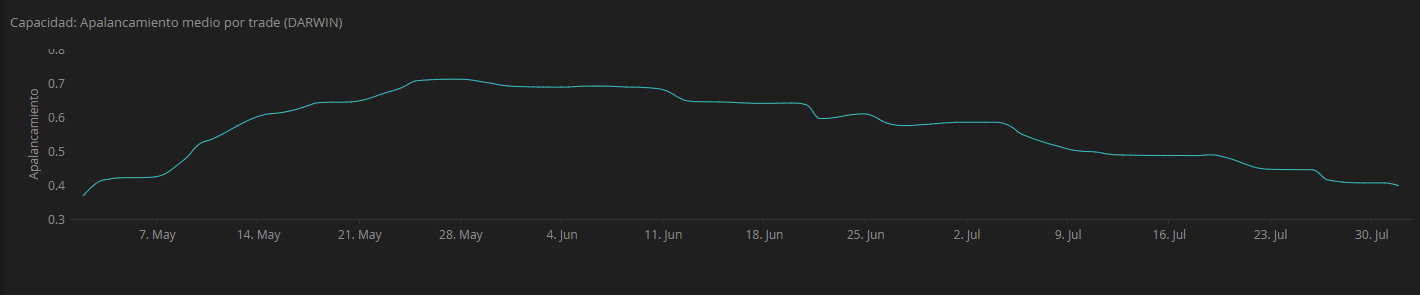 Capacidad: Apalancamiento medio por trade (DARWIN)
Apalancamiento
0.8
0.7
0.6
0.5
0.4
0.3
7. May
14. May
21. May
28. May
4. Jun
11. Jun
18. Jun
25. Jun
2. Jul
9. Jul
16. Jul
23. Jul
30. Jul